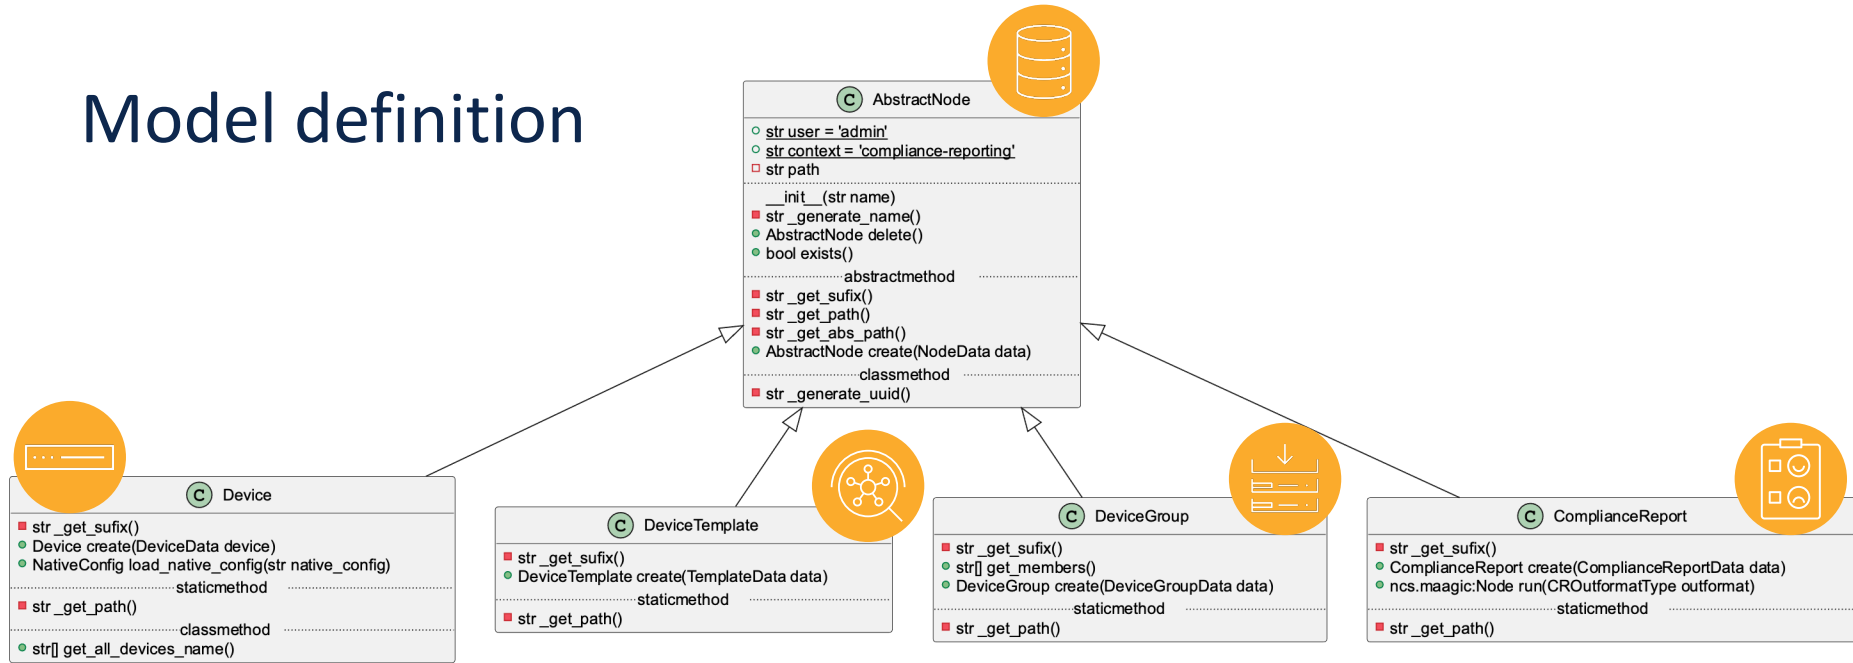 Model definition
C AbstractNode
str user = 'admin'
str context = 'compliance-reporting'
str path
__init__(str name)
str _generate_name()
AbstractNode delete()
bool exists()
abstractmethod
str _get_sufix()
str _get_path()
str _get_abs_path()
AbstractNode create(NodeData data)
classmethod
str _generate_uuid()
C Device
str _get_sufix()
Device create(DeviceData device)
NativeConfig load_native_config(str native_config)
staticmethod
str _get_path()
classmethod
str[] get_all_devices_name()
C DeviceTemplate
str _get_sufix()
DeviceTemplate create(TemplateData data)
staticmethod
str _get_path()
C DeviceGroup
str _get_sufix()
str[] get_members()
DeviceGroup create(DeviceGroupData data)
staticmethod
str _get_path()
C ComplianceReport
str _get_sufix()
ComplianceReport create(ComplianceReportData data)
ncs.maagic:Node run(CROutformatType outformat)
staticmethod
str _get_path()